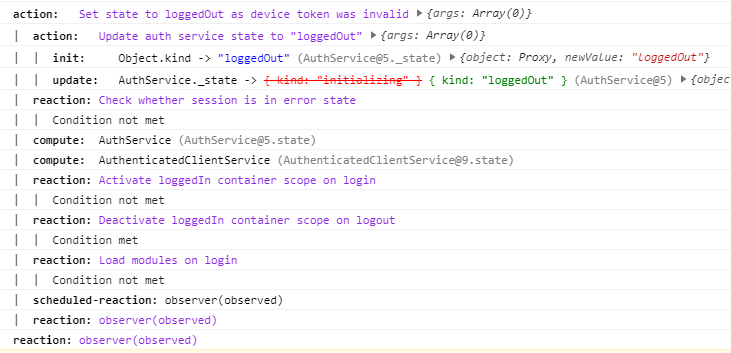 action: Set state to loggedOut as device token was invalid ▶{args: Array(0)}
| action: Update auth service state to "loggedOut" ▶{args: Array(0)}
| | init: Object.kind -> "loggedOut" (AuthService@5._state) ▶{object: Proxy, newValue: "loggedOut"}
| | update: AuthService._state -> { kind: "initializing" } { kind: "loggedOut" } (AuthService@5) ▶{objec
| reaction: Check whether session is in error state
| | Condition not met
| compute: AuthService (AuthService@5.state)
| compute: AuthenticatedClientService (AuthenticatedClientService@9.state)
| reaction: Activate loggedIn container scope on login
| | Condition not met
| reaction: Deactivate loggedIn container scope on logout
| | Condition met
| reaction: Load modules on login
| | Condition not met
| scheduled-reaction: observer(observed)
| reaction: observer(observed)
reaction: observer(observed)